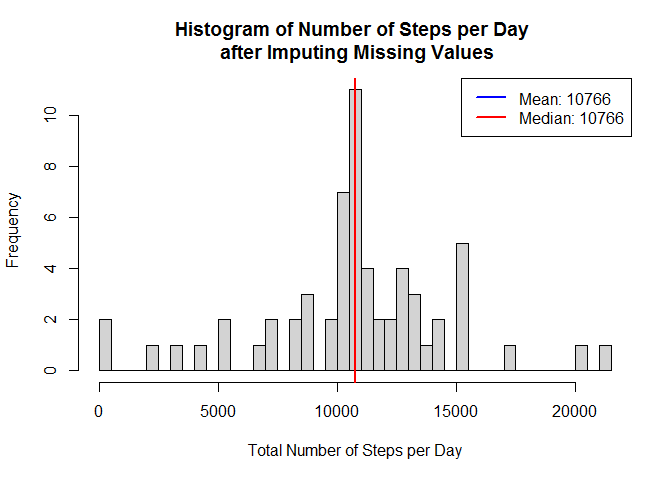 Histogram of Number of Steps per Day
after Imputing Missing Values
Mean: 10766
Median: 10766
Frequency
10
8
6
4
2
0
0 5000 10000 15000 20000
Total Number of Steps per Day